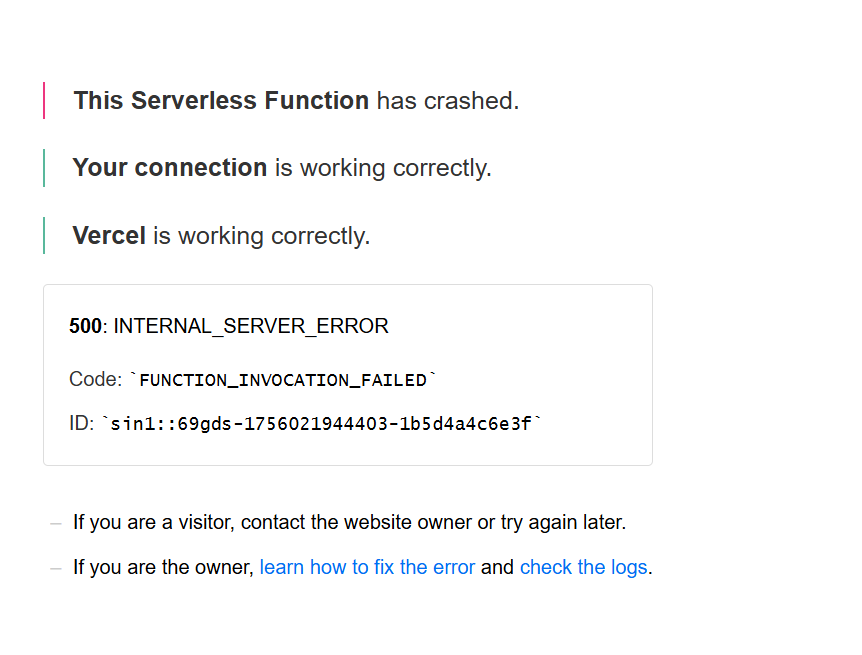 This Serverless Function has crashed.
Your connection is working correctly.
Vercel is working correctly.
500: INTERNAL_SERVER_ERROR
Code: `FUNCTION_INVOCATION_FAILED`
ID: `sin1::69gds-1756021944403-1b5d4a4c6e3f`
– If you are a visitor, contact the website owner or try again later.
– If you are the owner, learn how to fix the error and check the logs.